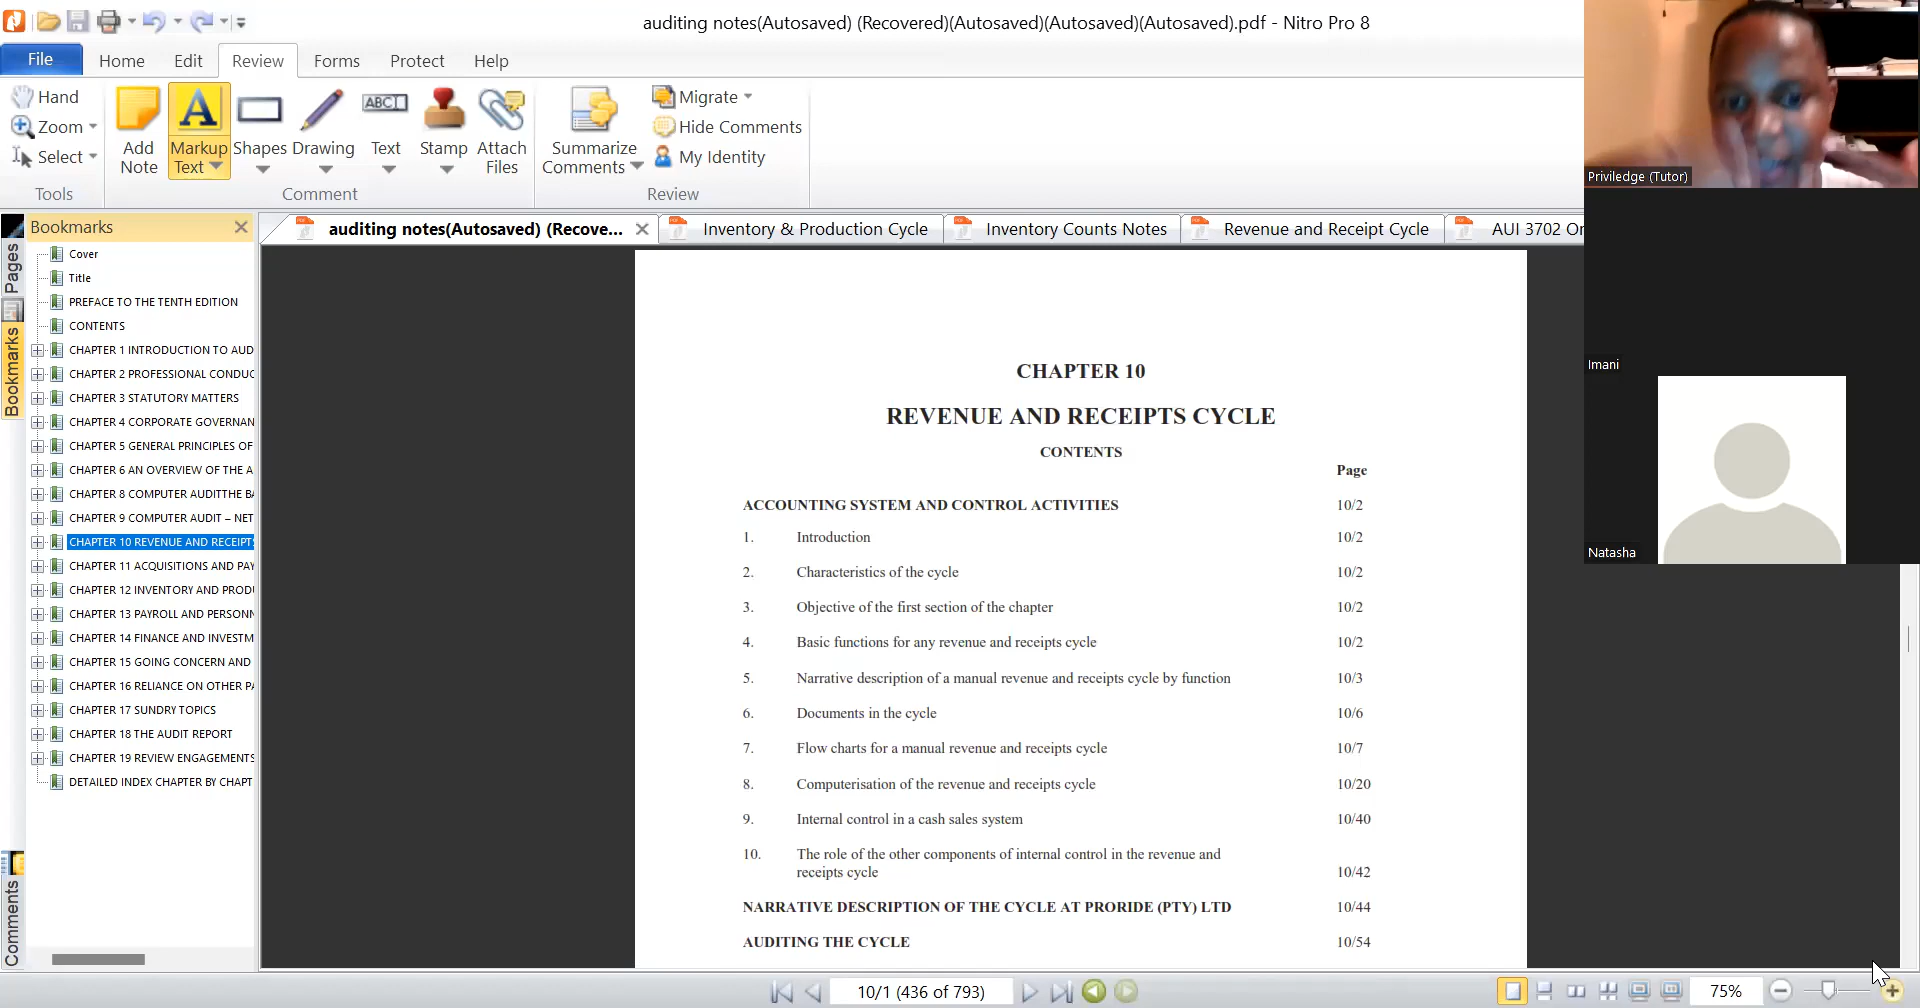 auditing notes(Autosaved) (Recovered)(Autosaved)(Autosaved)(Autosaved).pdf - Nitro Pro 8
File Home Edit Review Forms Protect Help
Hand
Zoom
Select
Tools
Add Note
Markup Text
Shapes
Drawing
ABC
Text
Stamp
Attach Files
Comment
Summarize Comments
Migrate
Hide Comments
My Identity
Review
Priviledge (Tutor)
Imani
Natasha
Pages
Bookmarks
Comments
Bookmarks
Cover
Title
PREFACE TO THE TENTH EDITION
CONTENTS
CHAPTER 1 INTRODUCTION TO AUD
CHAPTER 2 PROFESSIONAL CONDUC
CHAPTER 3 STATUTORY MATTERS
CHAPTER 4 CORPORATE GOVERNAN
CHAPTER 5 GENERAL PRINCIPLES OF
CHAPTER 6 AN OVERVIEW OF THE A
CHAPTER 8 COMPUTER AUDITTHE BA
CHAPTER 9 COMPUTER AUDIT – NET
CHAPTER 10 REVENUE AND RECEIPT
CHAPTER 11 ACQUISITIONS AND PAY
CHAPTER 12 INVENTORY AND PROD
CHAPTER 13 PAYROLL AND PERSONN
CHAPTER 14 FINANCE AND INVESTM
CHAPTER 15 GOING CONCERN AND
CHAPTER 16 RELIANCE ON OTHER PA
CHAPTER 17 SUNDRY TOPICS
CHAPTER 18 THE AUDIT REPORT
CHAPTER 19 REVIEW ENGAGEMENTS
DETAILED INDEX CHAPTER BY CHAPT
auditing notes(Autosaved) (Recove... Inventory & Production Cycle Inventory Counts Notes Revenue and Receipt Cycle AUI 3702 On
CHAPTER 10
REVENUE AND RECEIPTS CYCLE
CONTENTS
Page
ACCOUNTING SYSTEM AND CONTROL ACTIVITIES 10/2
1. Introduction 10/2
2. Characteristics of the cycle 10/2
3. Objective of the first section of the chapter 10/2
4. Basic functions for any revenue and receipts cycle 10/2
5. Narrative description of a manual revenue and receipts cycle by function 10/3
6. Documents in the cycle 10/6
7. Flow charts for a manual revenue and receipts cycle 10/7
8. Computerisation of the revenue and receipts cycle 10/20
9. Internal control in a cash sales system 10/40
10. The role of the other components of internal control in the revenue and
receipts cycle 10/42
NARRATIVE DESCRIPTION OF THE CYCLE AT PRORIDE (PTY) LTD 10/44
AUDITING THE CYCLE 10/54
10/1 (436 of 793)
75%